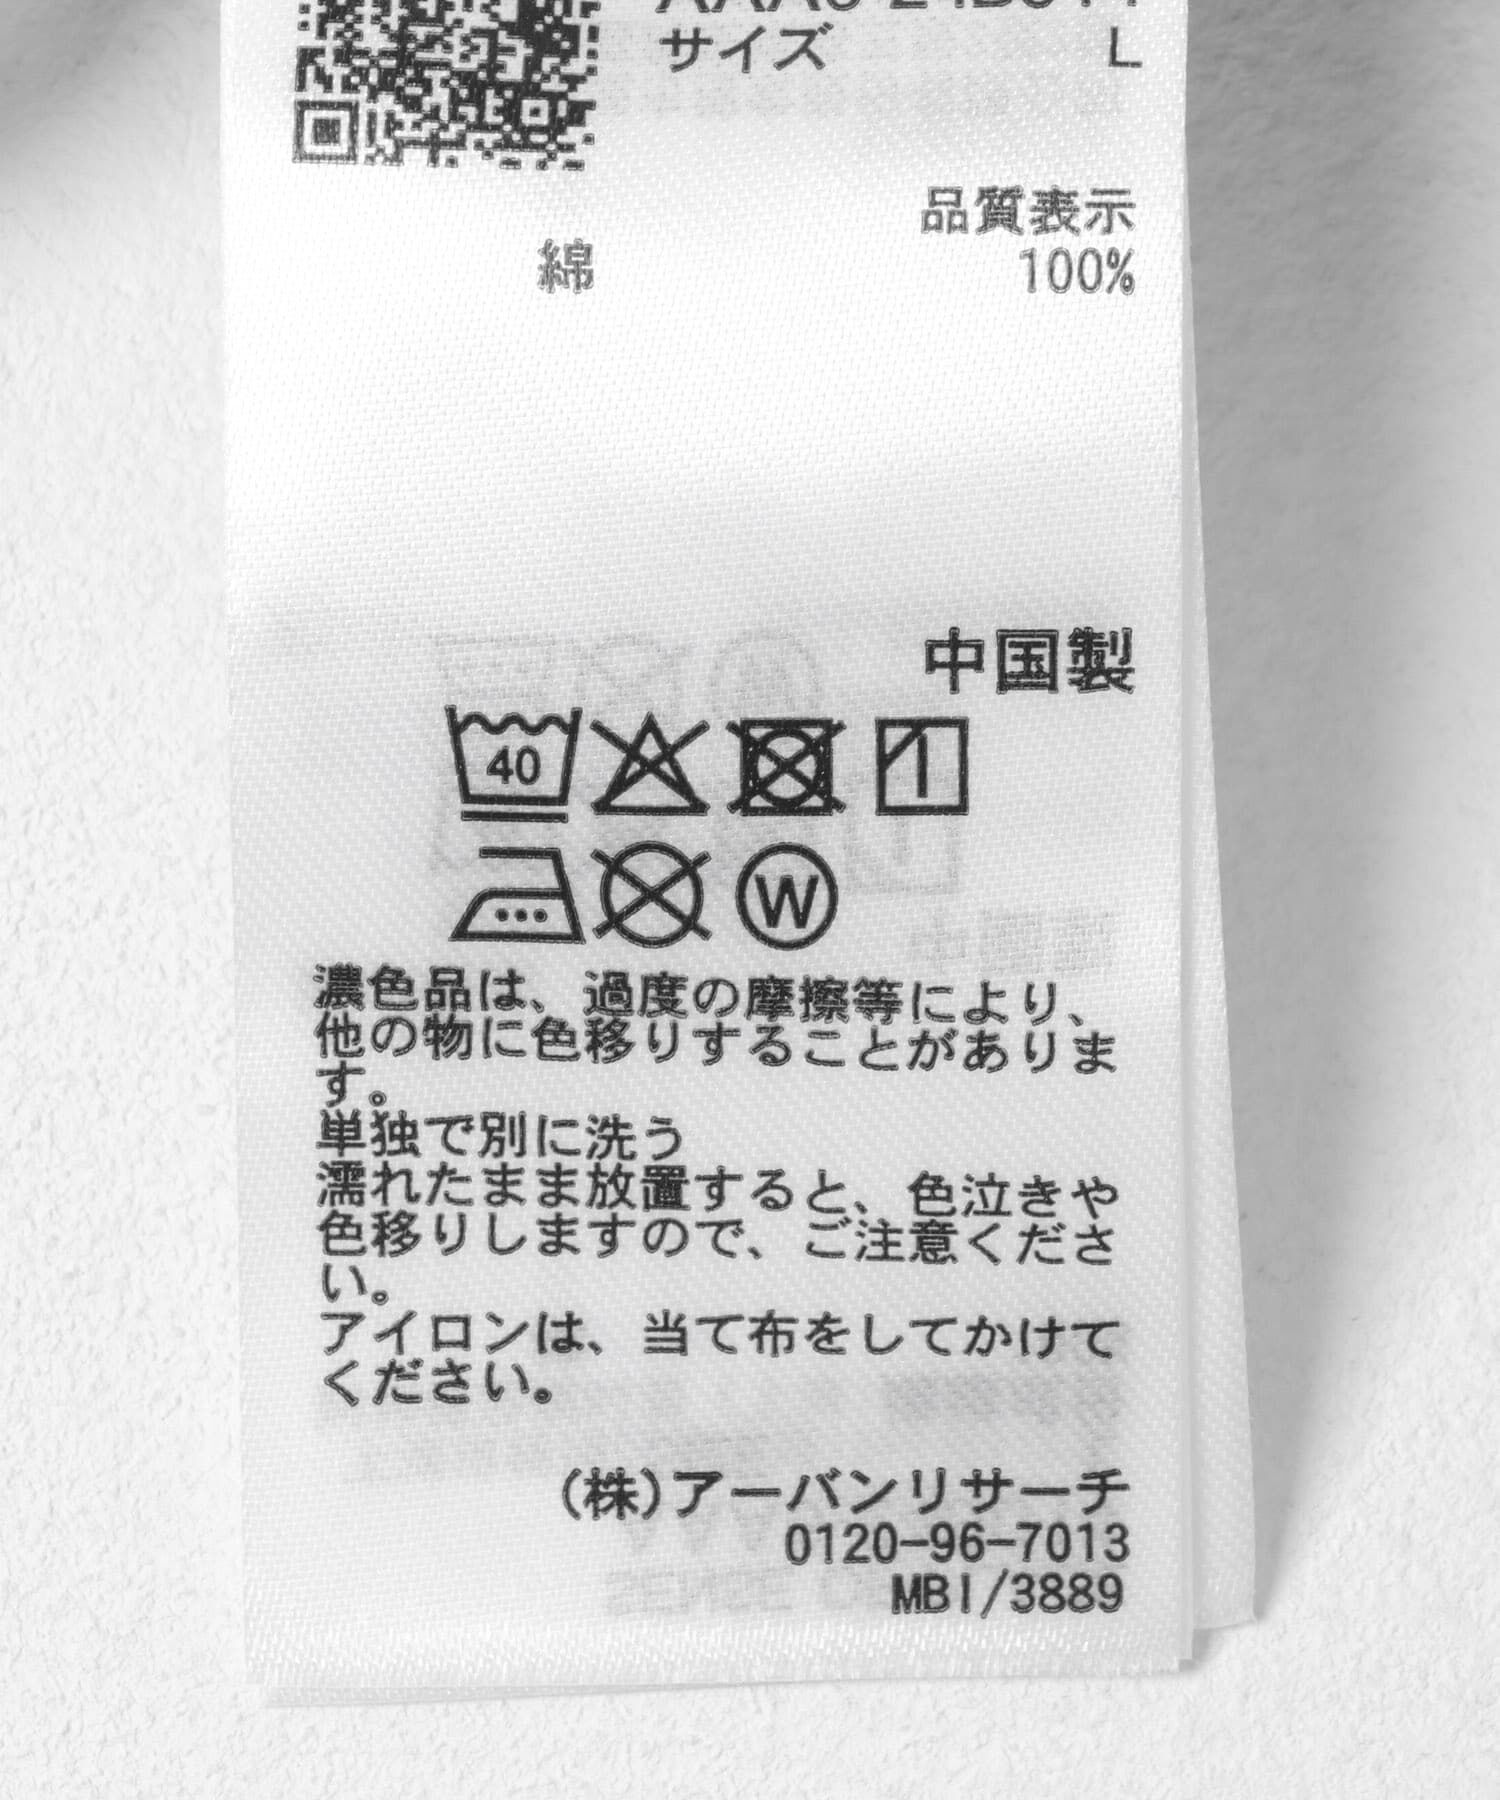 サイズ L
品質表示
綿 100%
中国製
40
W
濃色品は、過度の摩擦等により、
他の物に色移りすることがありま
す。
単独で別に洗う
濡れたまま放置すると、色泣きや
色移りしますので、ご注意くださ
い。
アイロンは、当て布をしてかけて
ください。
(株)アーバンリサーチ
0120-96-7013
MBI/3889